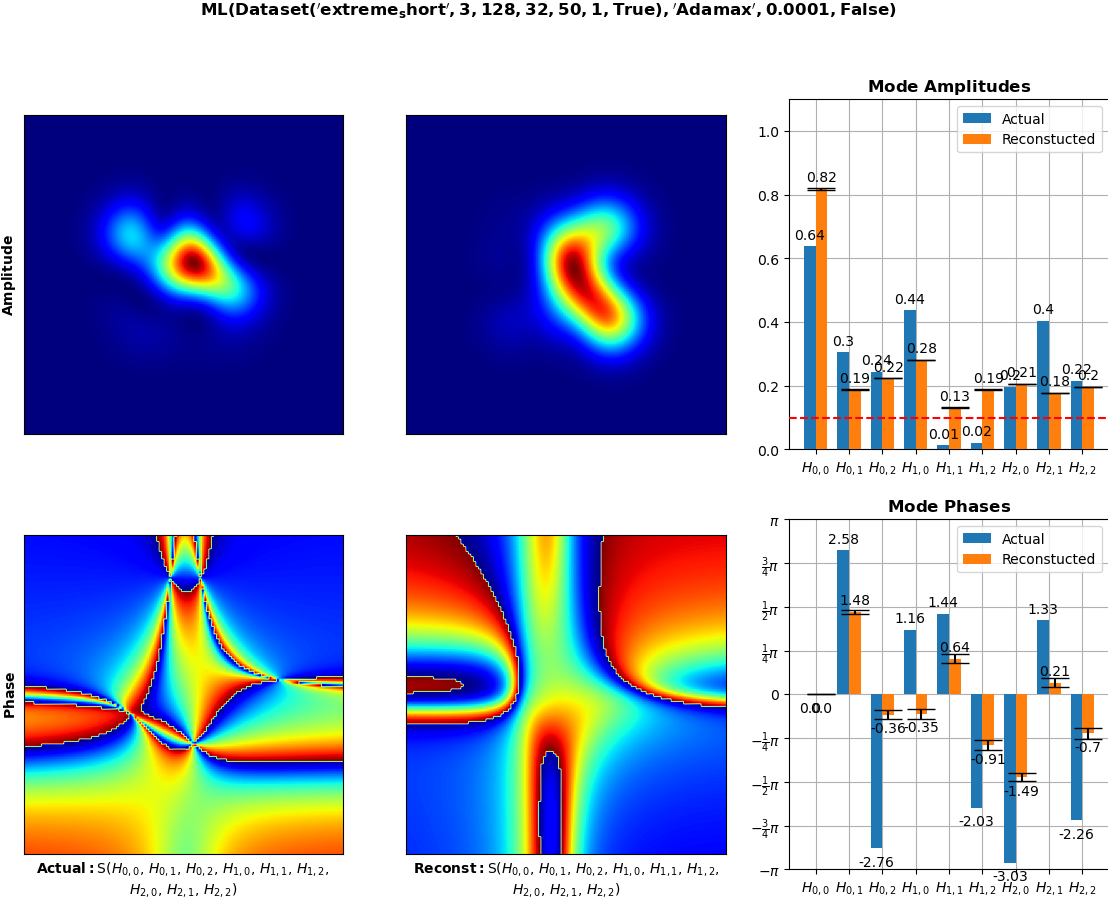 ML(Dataset('extreme_short', 3, 128, 32, 50, 1, True), 'Adamax', 0.0001, False)
Amplitude
Mode Amplitudes
Actual
Reconstucted
1.0
0.8
0.6
0.4
0.2
0.0
0.64
0.82
0.3
0.19
0.24
0.22
0.44
0.28
0.01
0.13
0.02
0.19
0.2
0.21
0.4
0.18
0.22
0.2
H0,0 H0,1 H0,2 H1,0 H1,1 H1,2 H2,0 H2,1 H2,2
Phase
Actual: S(H0,0, H0,1, H0,2, H1,0, H1,1, H1,2,
H2,0, H2,1, H2,2)
Reconst: S(H0,0, H0,1, H0,2, H1,0, H1,1, H1,2,
H2,0, H2,1, H2,2)
Mode Phases
Actual
Reconstucted
π
3/4π
1/2π
1/4π
0
−1/4π
−1/2π
−3/4π
−π
0.0
0.0
2.58
1.48
-2.76
-0.36
1.16
-0.35
1.44
0.64
-2.03
-0.91
-3.03
-1.49
1.33
0.21
-2.26
-0.7
H0,0 H0,1 H0,2 H1,0 H1,1 H1,2 H2,0 H2,1 H2,2